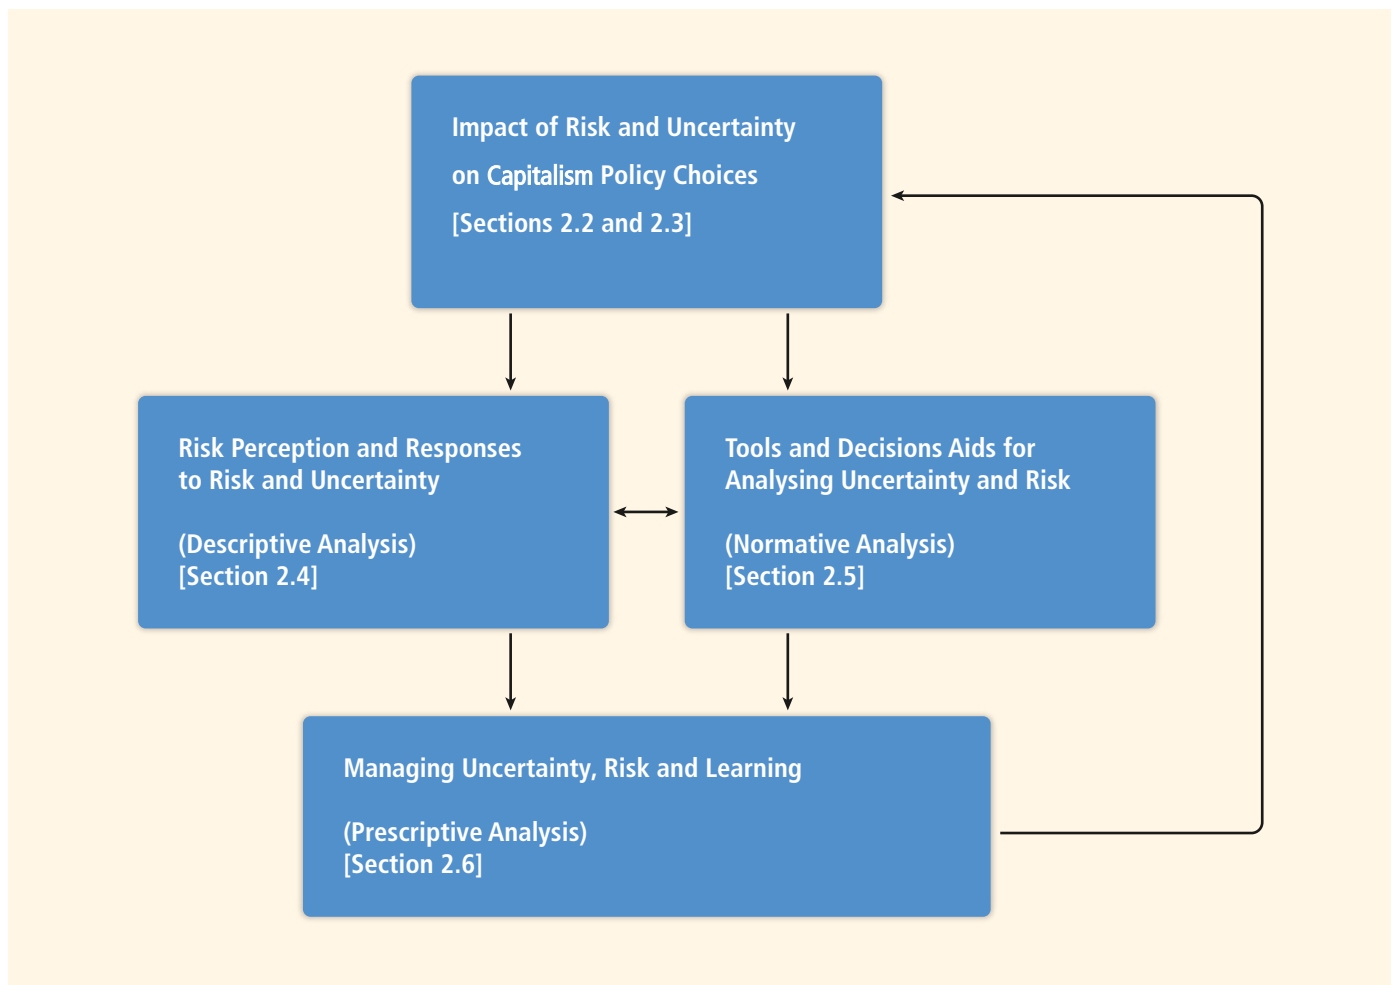 Impact of Risk and Uncertainty
on Capitalism Policy Choices
[Sections 2.2 and 2.3]
Risk Perception and Responses
to Risk and Uncertainty
(Descriptive Analysis)
[Section 2.4]
Tools and Decisions Aids for
Analysing Uncertainty and Risk
(Normative Analysis)
[Section 2.5]
Managing Uncertainty, Risk and Learning
(Prescriptive Analysis)
[Section 2.6]